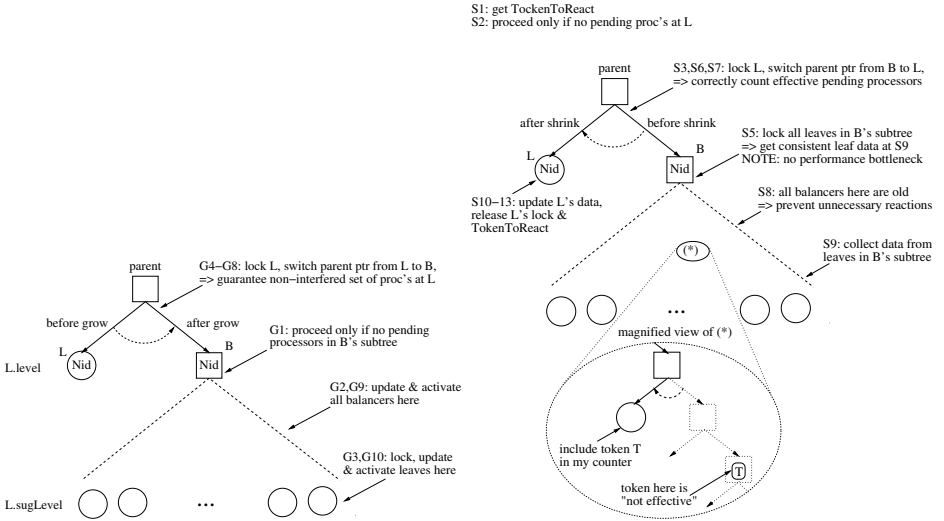 S1: get TockenToReact
S2: proceed only if no pending proc's at L
parent
S3,S6,S7: lock L, switch parent ptr from B to L,
=> correctly count effective pending processors
after shrink
before shrink
L
Nid
B
Nid
S5: lock all leaves in B's subtree
=> get consistent leaf data at S9
NOTE: no performance bottleneck
S10−13: update L's data,
release L's lock &
TokenToReact
S8: all balancers here are old
=> prevent unnecessary reactions
(*)
S9: collect data from
leaves in B's subtree
...
magnified view of (*)
include token T
in my counter
T
token here is
"not effective"
parent
G4−G8: lock L, switch parent ptr from L to B,
=> guarantee non−interfered set of proc's at L
before grow
after grow
L
Nid
B
Nid
G1: proceed only if no pending
processors in B's subtree
L.level
G2,G9: update & activate
all balancers here
G3,G10: lock, update
& activate leaves here
L.sugLevel
...